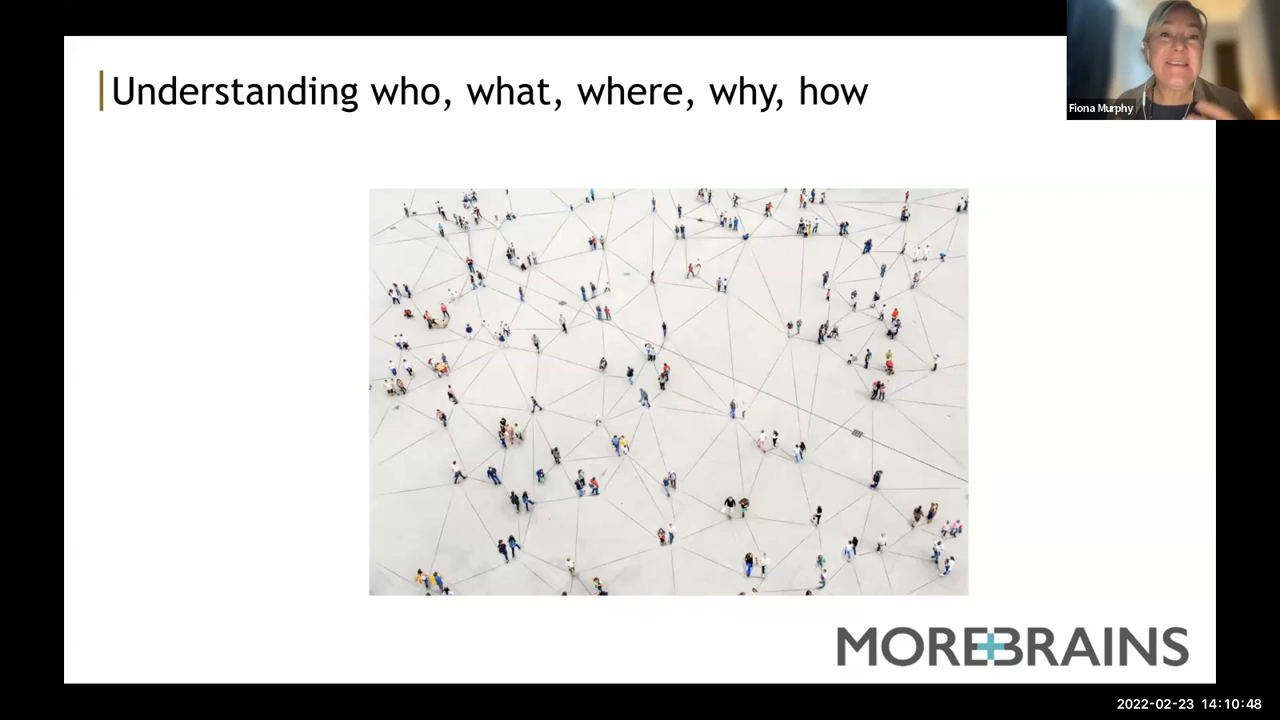 Understanding who, what, where, why, how
Fiona Murphy
MOREBRAINS
2022-02-23 14:10:48